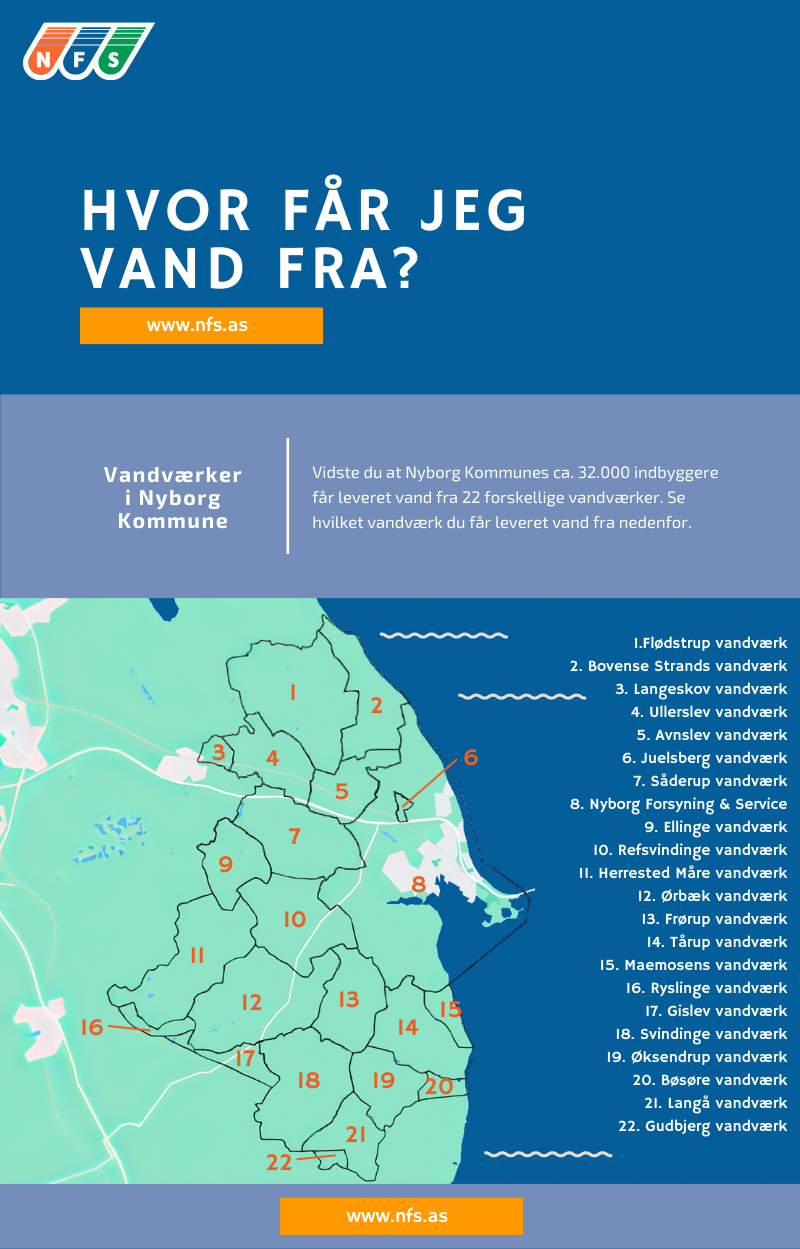 NFS
HVOR FÅR JEG
VAND FRA?
www.nfs.as
Vandværker
i Nyborg
Kommune
Vidste du at Nyborg Kommunes ca. 32.000 indbyggere
får leveret vand fra 22 forskellige vandværker. Se
hvilket vandværk du får leveret vand fra nedenfor.
1
2
3
4
5
6
7
8
9
10
11
12
13
14
15
16
17
18
19
20
21
22
1.Flødstrup vandværk
2. Bovense Strands vandværk
3. Langeskov vandværk
4. Ullerslev vandværk
5. Avnslev vandværk
6. Juelsberg vandværk
7. Såderup vandværk
8. Nyborg Forsyning & Service
9. Ellinge vandværk
10. Refsvindinge vandværk
11. Herrested Måre vandværk
12. Ørbæk vandværk
13. Frørup vandværk
14. Tårup vandværk
15. Maemosens vandværk
16. Ryslinge vandværk
17. Gislev vandværk
18. Svindinge vandværk
19. Øksendrup vandværk
20. Bøsøre vandværk
21. Langå vandværk
22. Gudbjerg vandværk
www.nfs.as